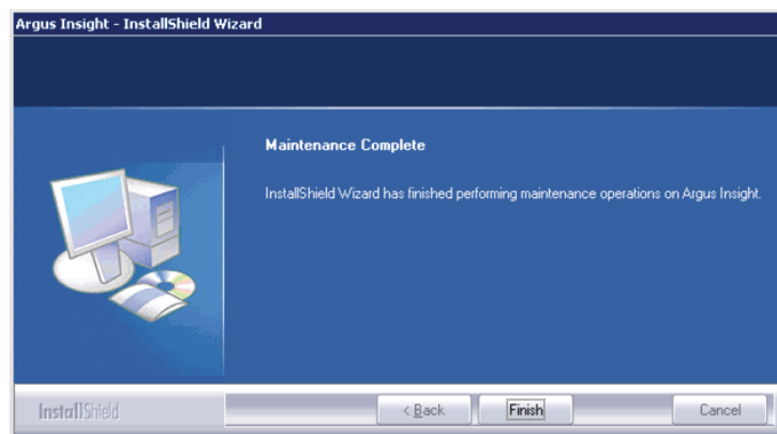 Argus Insight - InstallShield Wizard
Maintenance Complete
InstallShield Wizard has finished performing maintenance operations on Argus Insight.
InstallShield
< Back Finish Cancel